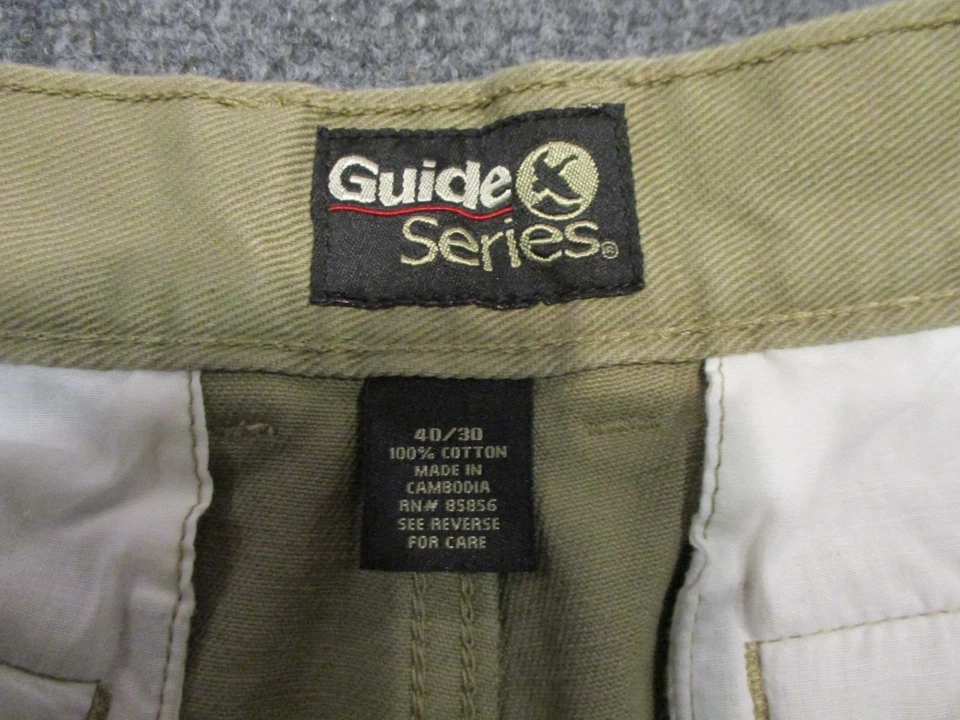 Guide
Series®
40/30
100% COTTON
MADE IN
CAMBODIA
RN# 85856
SEE REVERSE
FOR CARE